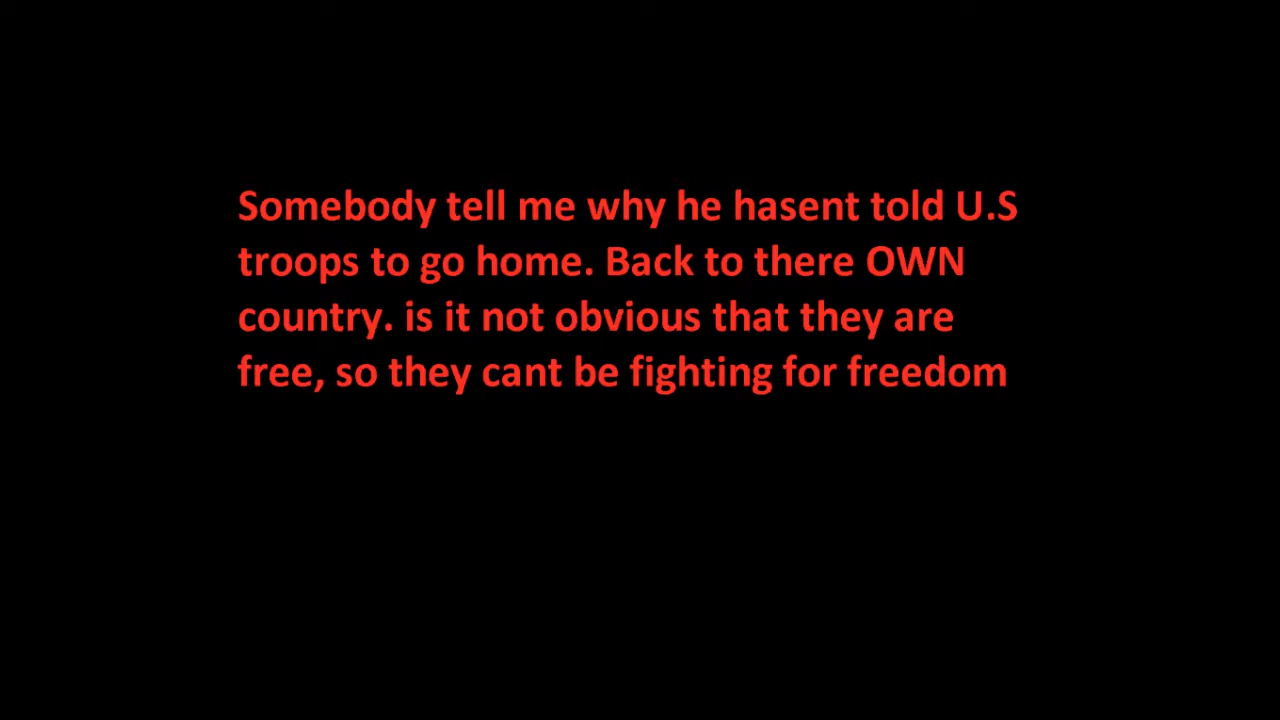 Somebody tell me why he hasent told U.S
troops to go home. Back to there OWN
country. is it not obvious that they are
free, so they cant be fighting for freedom